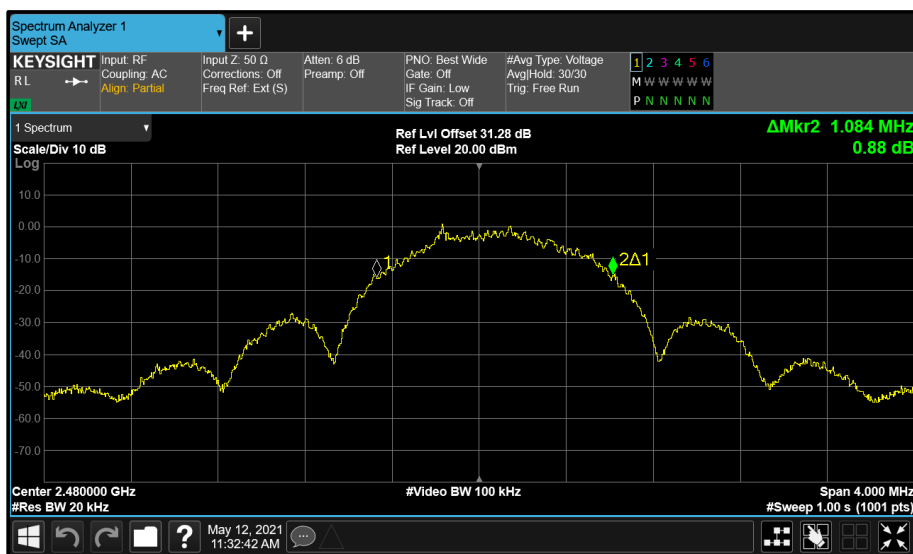 Spectrum Analyzer 1
Swept SA
+
KEYSIGHT
R L
LXI
Input: RF
Coupling: AC
Align: Partial
Input Z: 50 Ω
Corrections: Off
Freq Ref: Ext (S)
Atten: 6 dB
Preamp: Off
PNO: Best Wide
Gate: Off
IF Gain: Low
Sig Track: Off
#Avg Type: Voltage
Avg|Hold: 30/30
Trig: Free Run
1 2 3 4 5 6
M W W W W W
P N N N N N
1 Spectrum
Scale/Div 10 dB
Ref Lvl Offset 31.28 dB
Ref Level 20.00 dBm
ΔMkr2 1.084 MHz
0.88 dB
Log
10.0
0.00
-10.0
-20.0
-30.0
-40.0
-50.0
-60.0
-70.0
1
2Δ1
Center 2.480000 GHz
#Res BW 20 kHz
#Video BW 100 kHz
Span 4.000 MHz
#Sweep 1.00 s (1001 pts)
?
May 12, 2021
11:32:42 AM